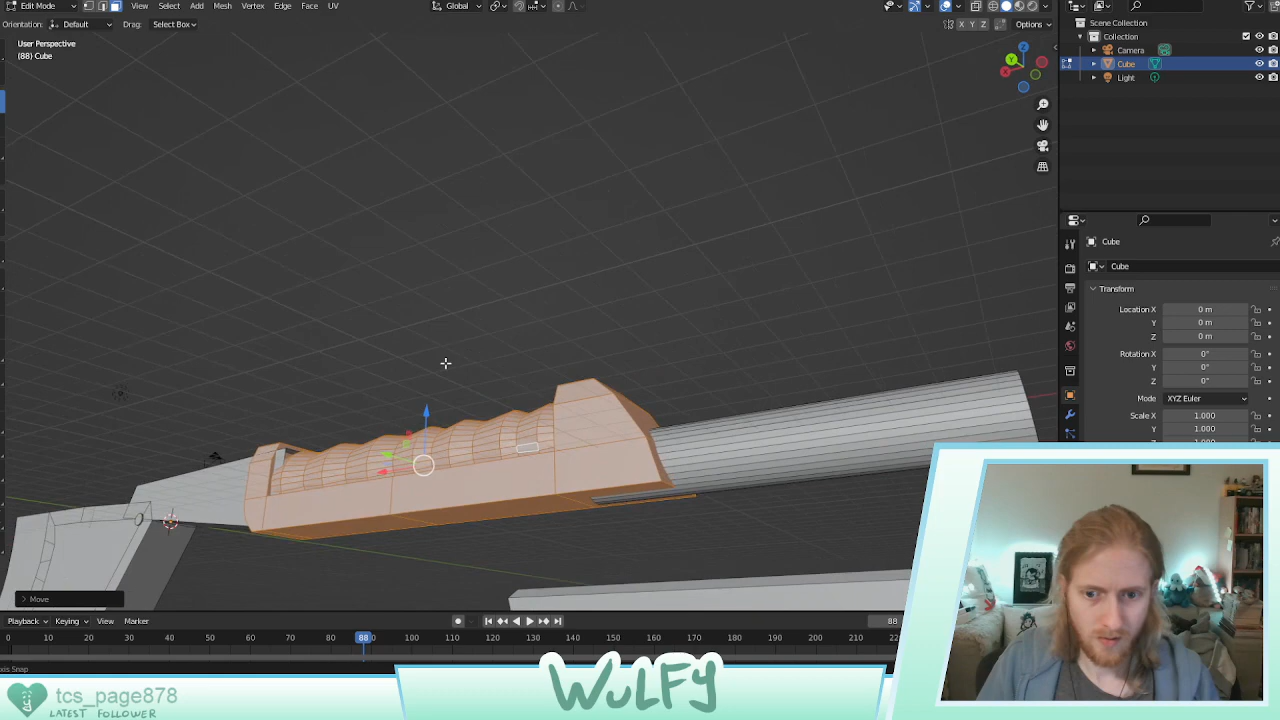 Edit Mode View Select Add Mesh Vertex Edge Face UV Global
Orientation: Default Drag: Select Box X Y Z Options
User Perspective
(88) Cube
Z
Y
X
Scene Collection
Collection
Camera
Cube
Light
Cube
Cube
Transform
Location X 0 m
Y 0 m
Z 0 m
Rotation X 0°
Y 0°
Z 0°
Mode XYZ Euler
Scale X 1.000
Y 1.000
Move
Playback Keying View Marker 88
0 10 20 30 40 50 60 70 80 88 100 110 120 130 140 150 160 170 180 190 200 210 22
axis Snap
tcs_page878
LATEST FOLLOWER
WULFY